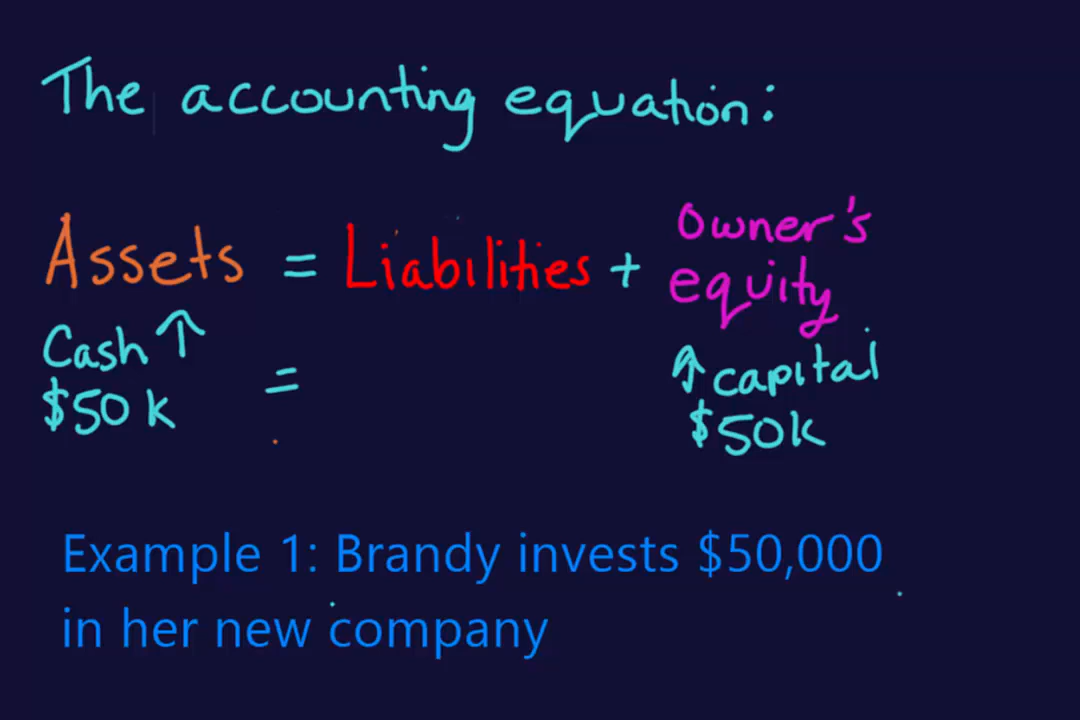 The accounting equation:
Assets = Liabilities + Owner's equity
Cash ↑ = ↑ capital
$50k $50k
Example 1: Brandy invests $50,000
in her new company